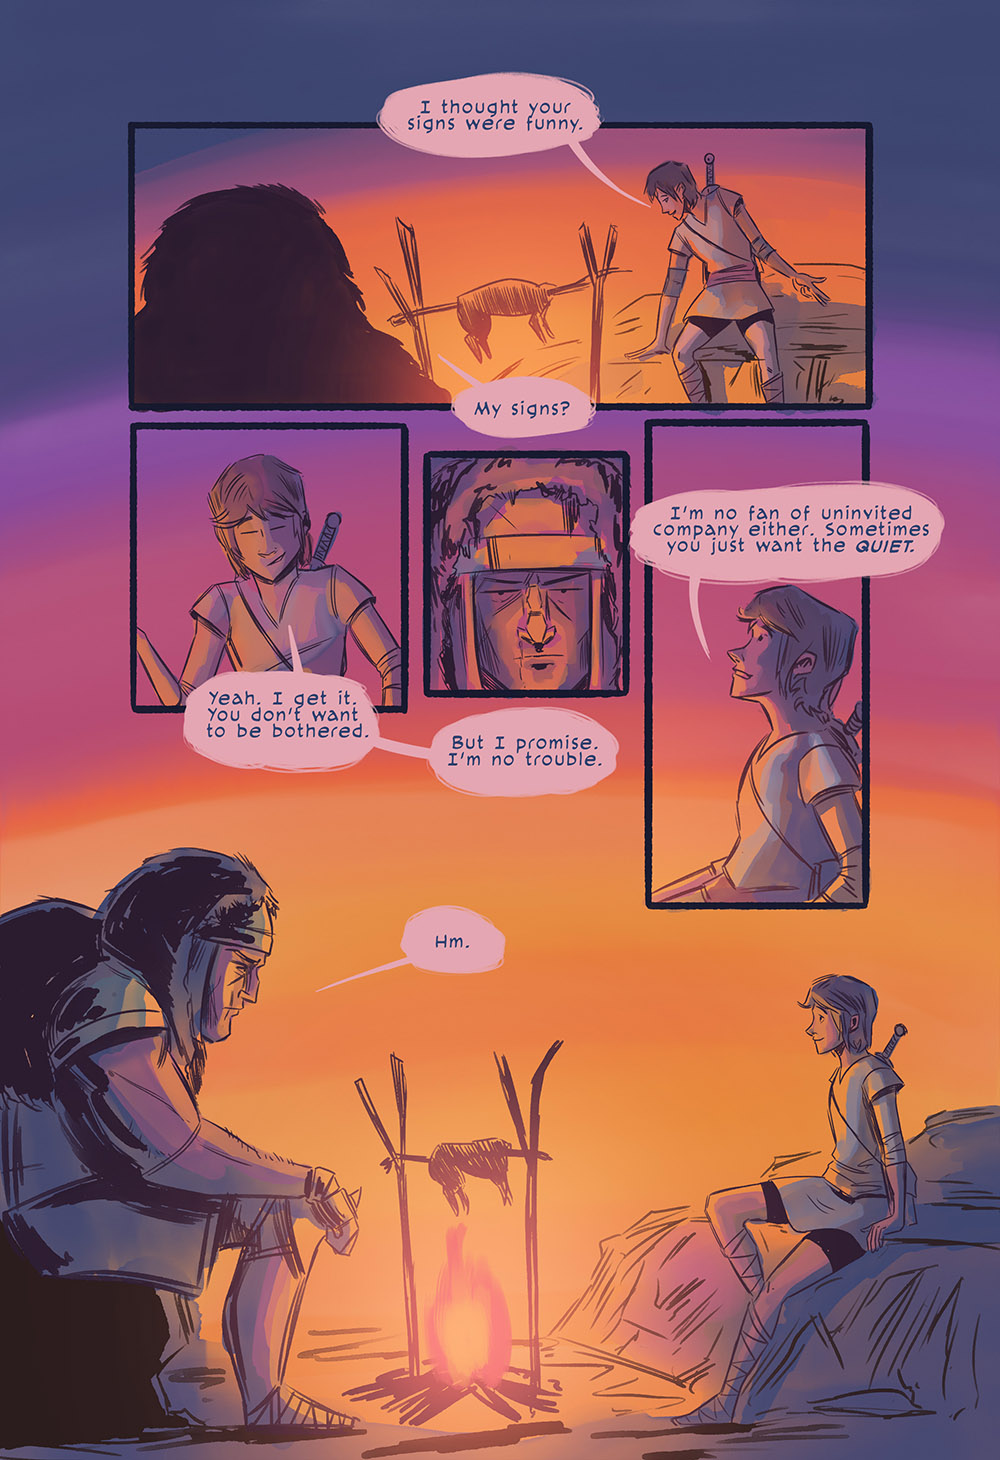 I thought your
signs were funny.
My signs?
Yeah. I get it.
You don't want
to be bothered.
But I promise.
I'm no trouble.
I'm no fan of uninvited
company either. Sometimes
you just want the QUIET.
Hm.